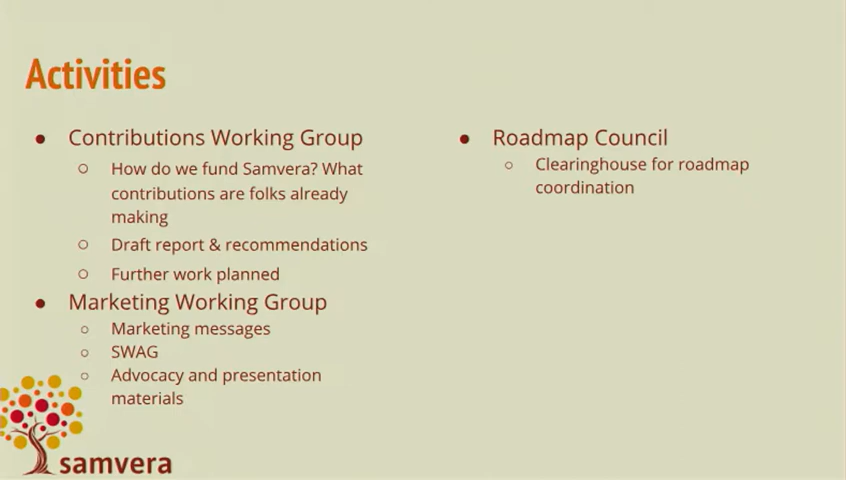 Activities
Contributions Working Group
How do we fund Samvera? What
contributions are folks already
making
Draft report & recommendations
Further work planned
Marketing Working Group
Marketing messages
SWAG
Advocacy and presentation
materials
Roadmap Council
Clearinghouse for roadmap
coordination
samvera